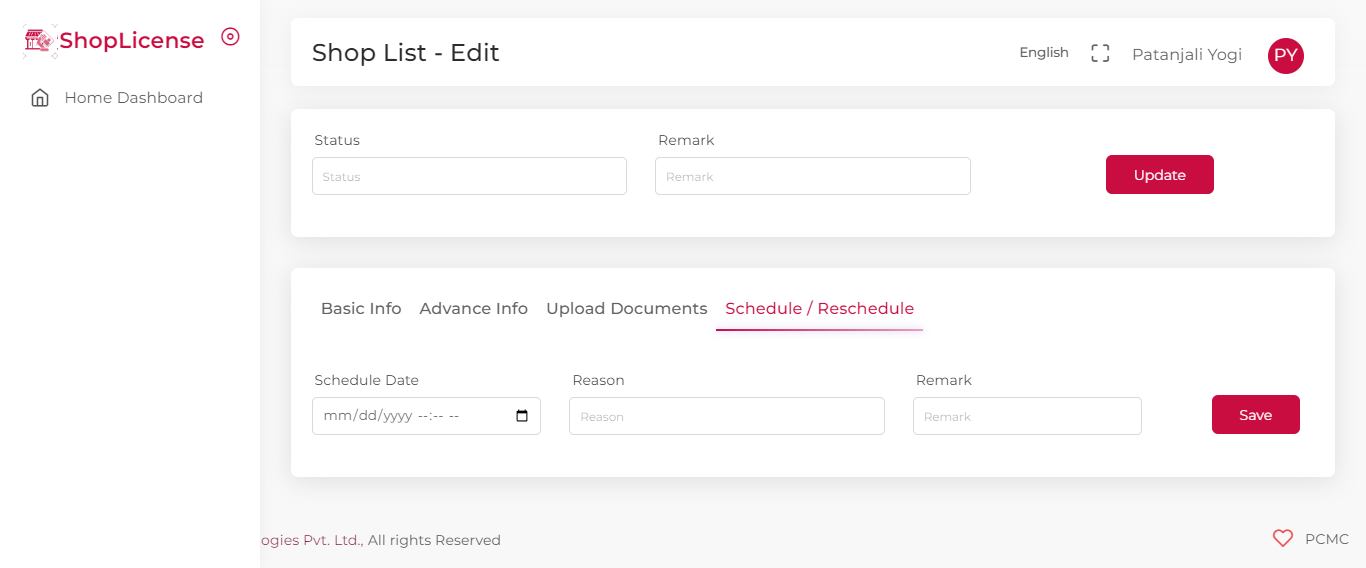 ShopLicense
Home Dashboard
Shop List - Edit
English
Patanjali Yogi
PY
Status
Remark
Status
Remark
Update
Basic Info
Advance Info
Upload Documents
Schedule / Reschedule
Schedule Date
Reason
Remark
mm/dd/yyyy --:-- --
Reason
Remark
Save
ogies Pvt. Ltd., All rights Reserved
PCMC